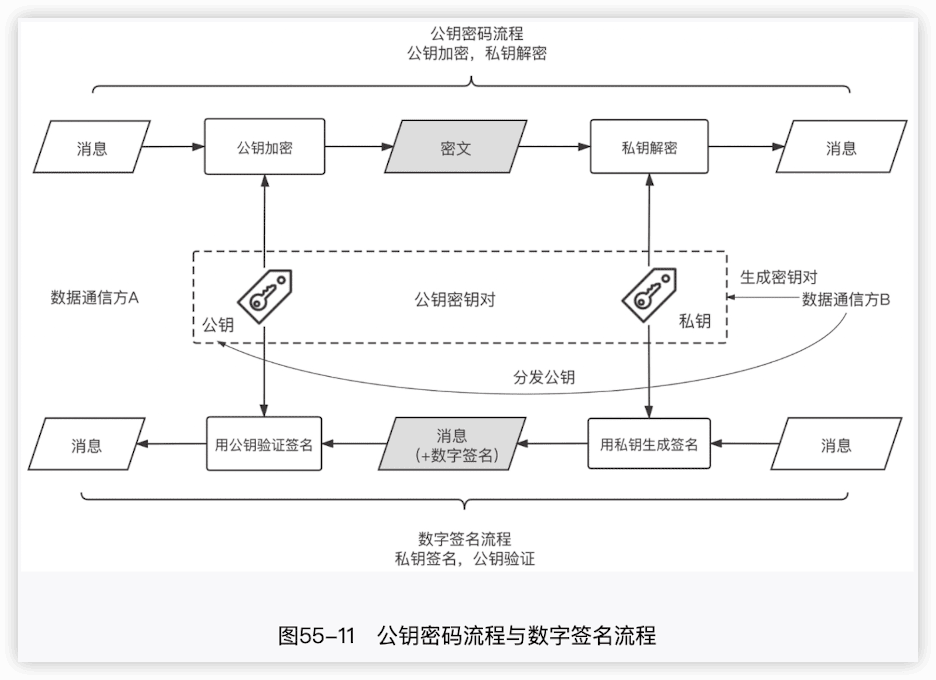 公钥密码流程
公钥加密，私钥解密
消息
公钥加密
密文
私钥解密
消息
数据通信方A
公钥
公钥密钥对
私钥
生成密钥对
数据通信方B
分发公钥
消息
用公钥验证签名
消息
（+数字签名）
用私钥生成签名
消息
数字签名流程
私钥签名，公钥验证
图55-11 公钥密码流程与数字签名流程